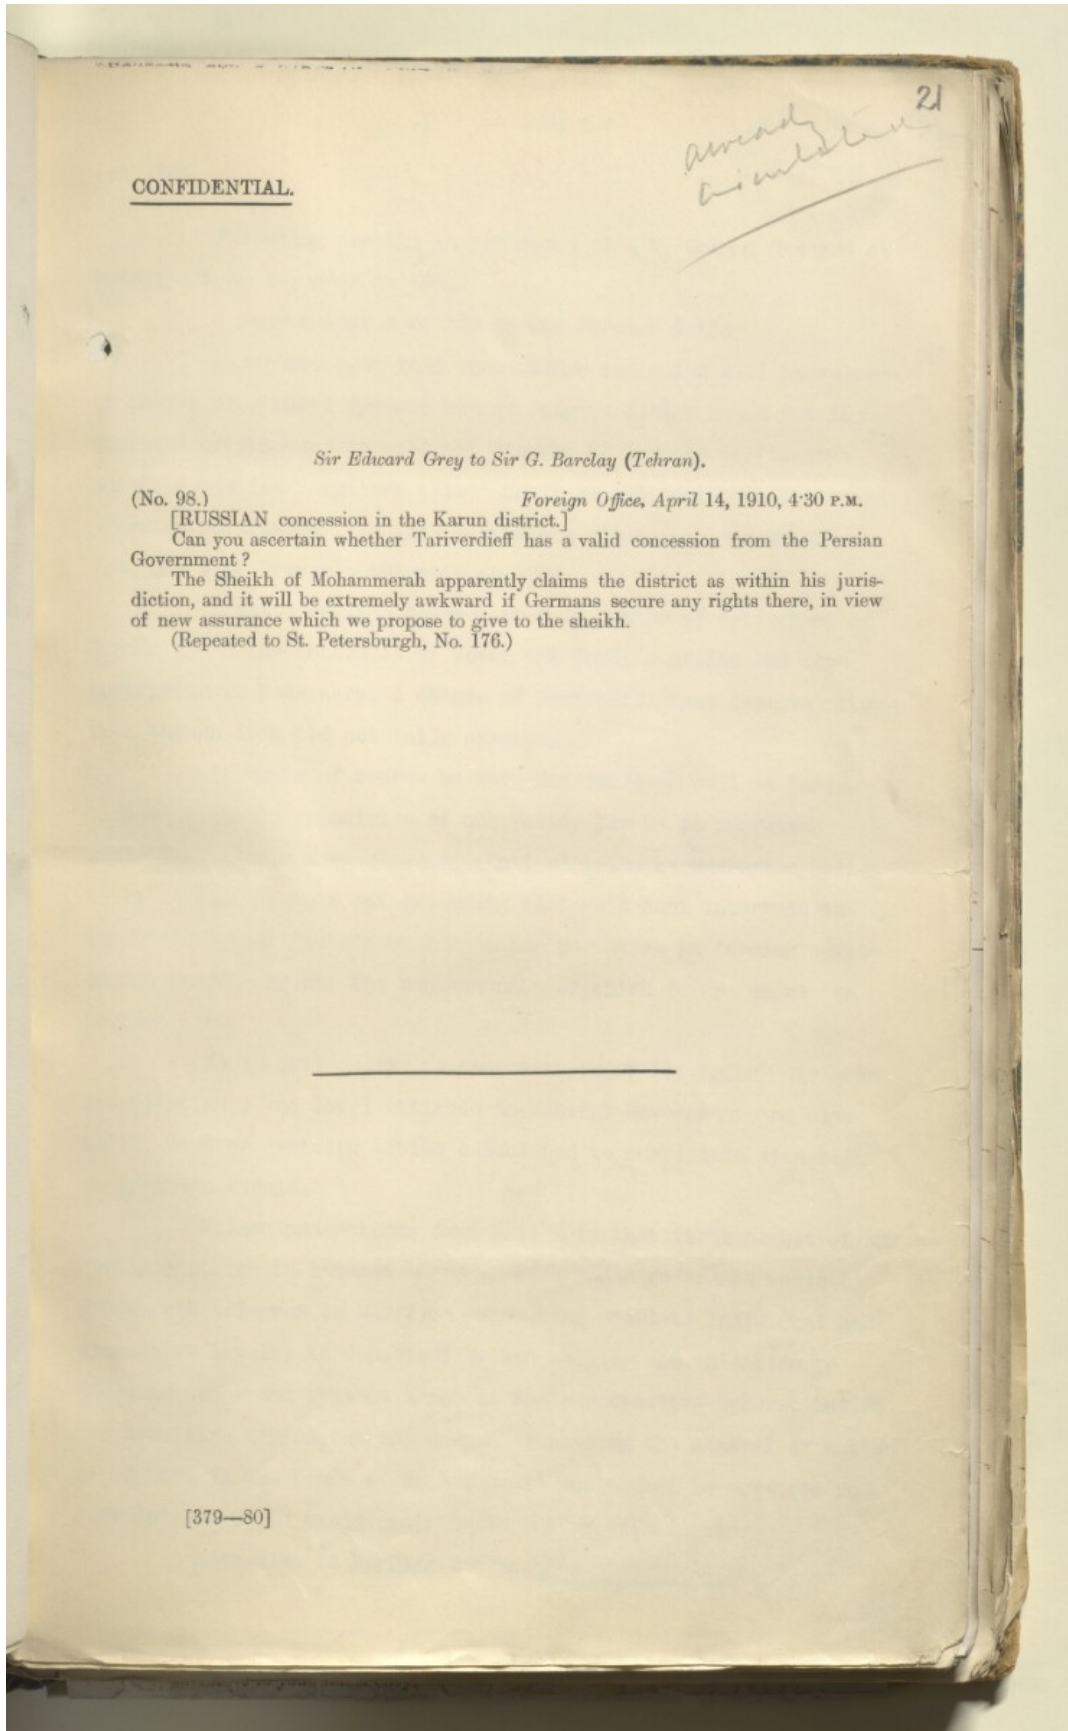 21
already
circulated
CONFIDENTIAL.
Sir Edward Grey to Sir G. Barclay (Tehran).
(No. 98.) Foreign Office, April 14, 1910, 4·30 P.M.
[RUSSIAN concession in the Karun district.]
Can you ascertain whether Tariverdieff has a valid concession from the Persian
Government ?
The Sheikh of Mohammerah apparently claims the district as within his juris-
diction, and it will be extremely awkward if Germans secure any rights there, in view
of new assurance which we propose to give to the sheikh.
(Repeated to St. Petersburgh, No. 176.)
[379—80]